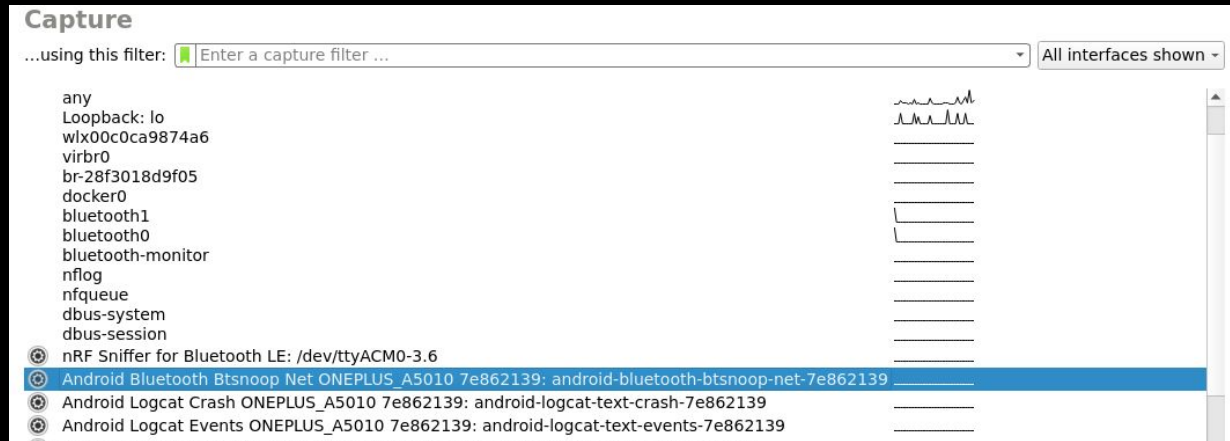 Capture
...using this filter: Enter a capture filter ... All interfaces shown
any
Loopback: lo
wlx00c0ca9874a6
virbr0
br-28f3018d9f05
docker0
bluetooth1
bluetooth0
bluetooth-monitor
nflog
nfqueue
dbus-system
dbus-session
nRF Sniffer for Bluetooth LE: /dev/ttyACM0-3.6
Android Bluetooth Btsnoop Net ONEPLUS_A5010 7e862139: android-bluetooth-btsnoop-net-7e862139
Android Logcat Crash ONEPLUS_A5010 7e862139: android-logcat-text-crash-7e862139
Android Logcat Events ONEPLUS_A5010 7e862139: android-logcat-text-events-7e862139